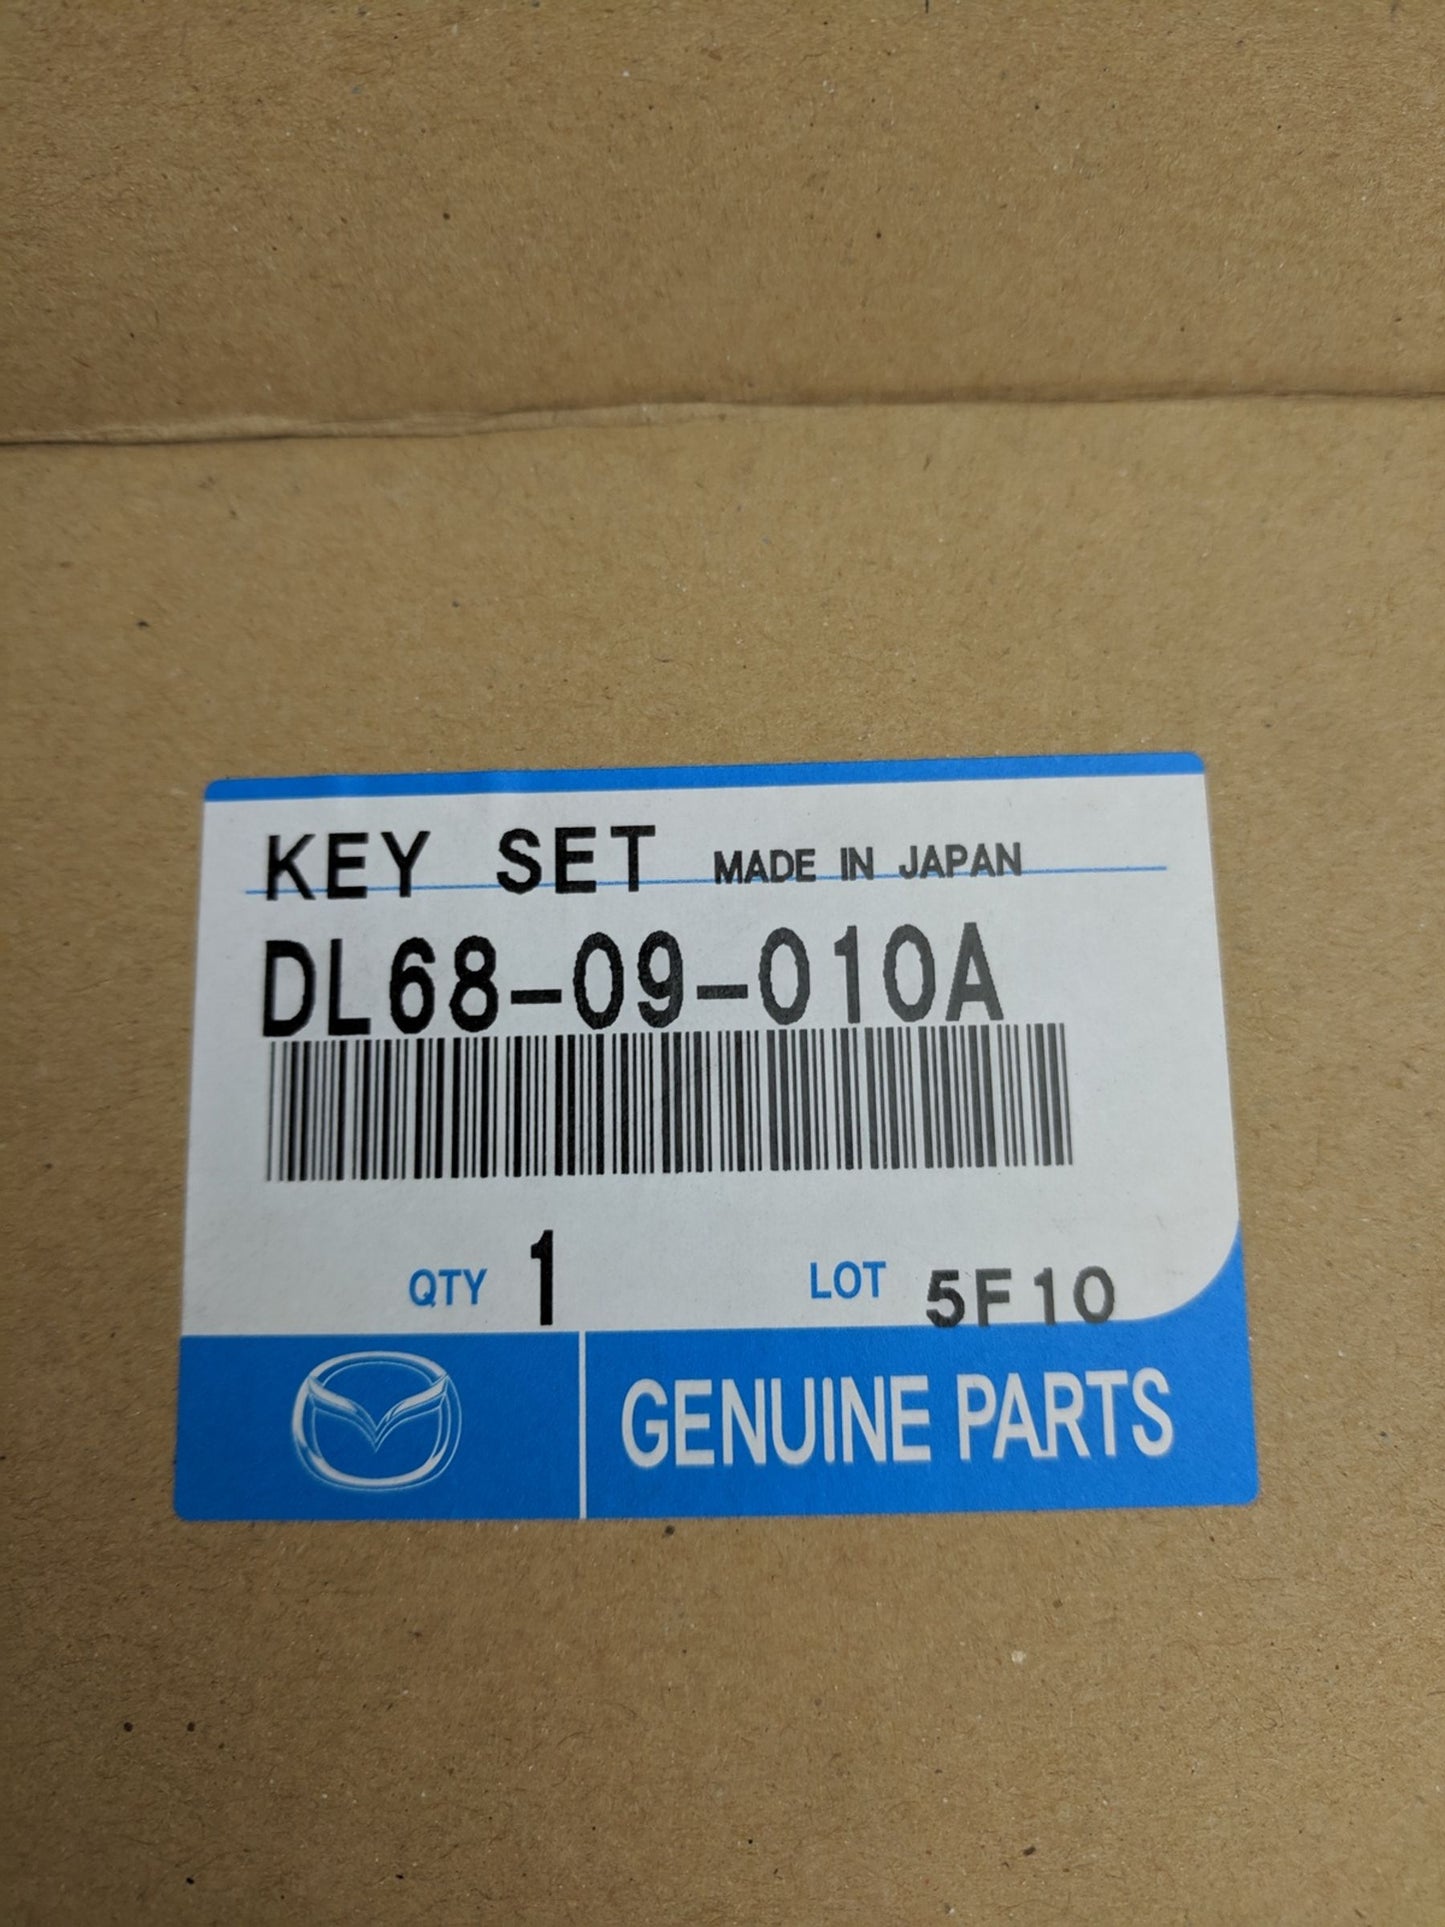 KEY SET MADE IN JAPAN
DL68-09-010A
QTY 1 LOT 5F10
GENUINE PARTS